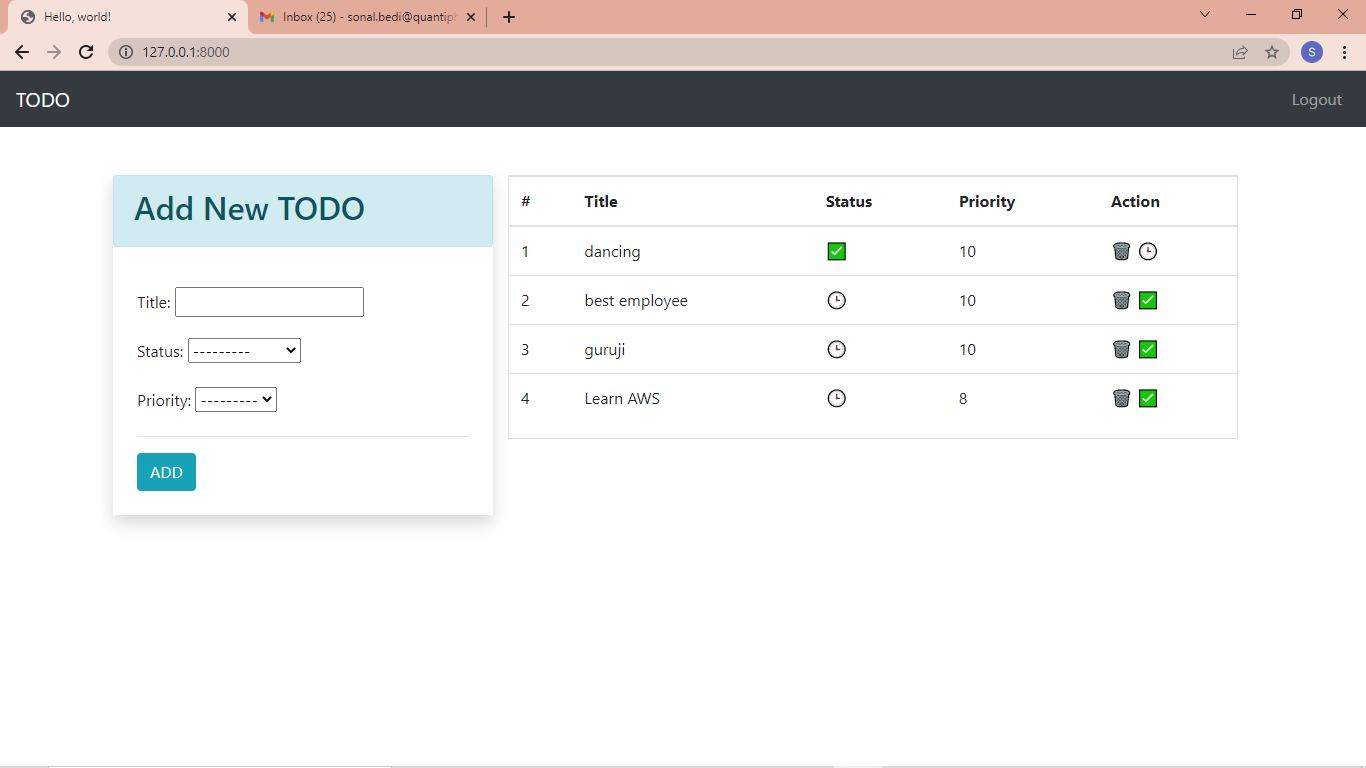 Hello, world!
Inbox (25) - sonal.bedi@quantiph
127.0.0.1:8000
S
TODO
Logout
Add New TODO
Title:
Status: ---------
Priority: ---------
ADD
# Title Status Priority Action
1 dancing 10
2 best employee 10
3 guruji 10
4 Learn AWS 8